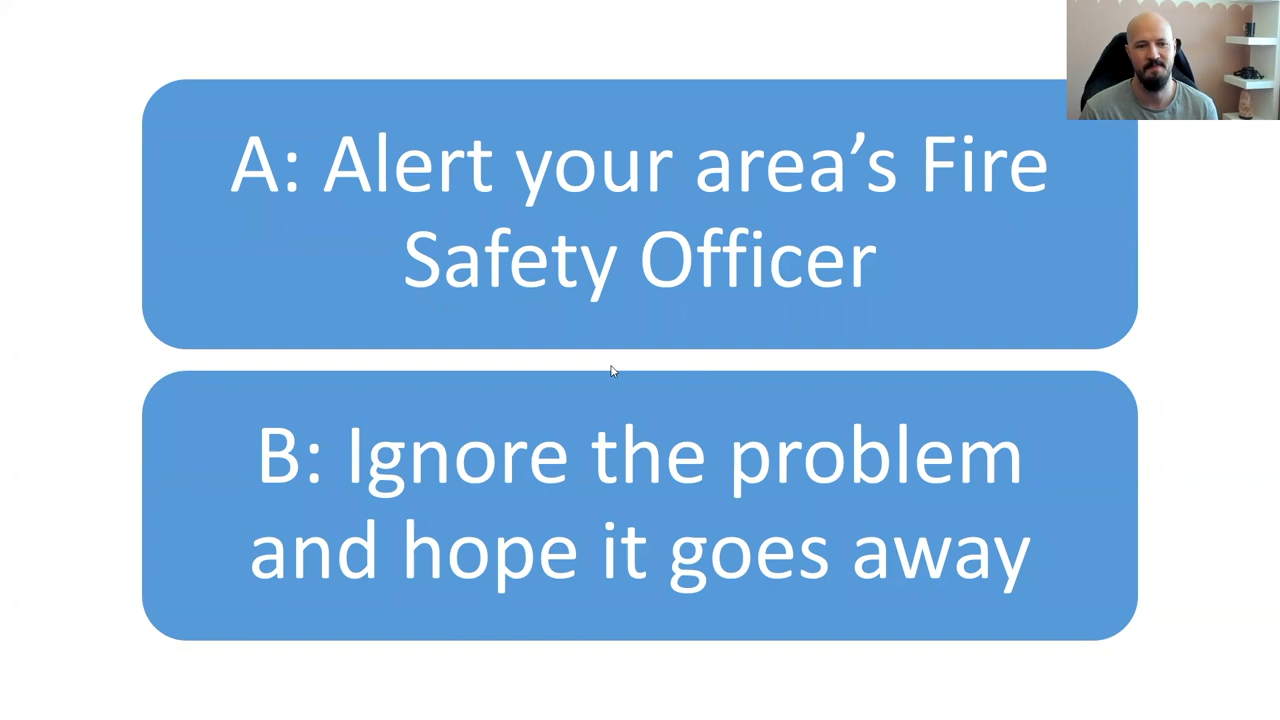 A: Alert your area’s Fire
Safety Officer
B: Ignore the problem
and hope it goes away